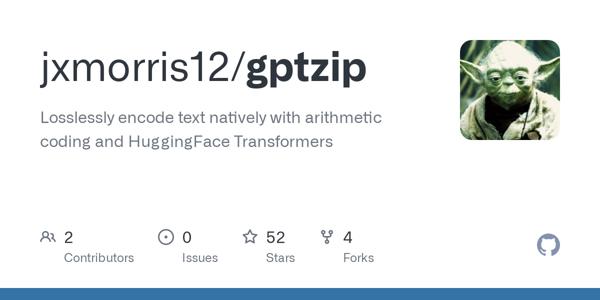 jxmorris12/gptzip
Losslessly encode text natively with arithmetic
coding and HuggingFace Transformers
2 0 52 4
Contributors Issues Stars Forks